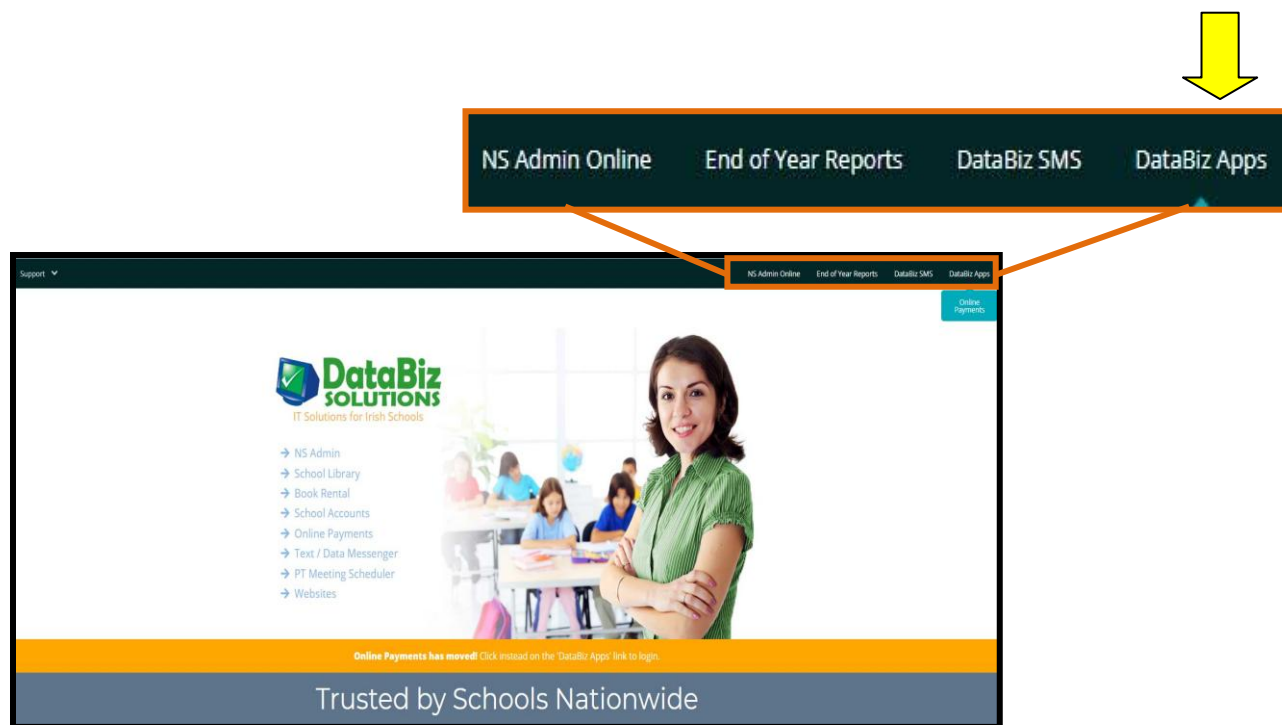 NS Admin Online End of Year Reports DataBiz SMS DataBiz Apps
Support NS Admin Online End of Year Reports DataBiz SMS DataBiz Apps
Online
Payments
DataBiz
SOLUTIONS
IT Solutions for Irish Schools
→ NS Admin
→ School Library
→ Book Rental
→ School Accounts
→ Online Payments
→ Text / Data Messenger
→ PT Meeting Scheduler
→ Websites
Online Payments has moved! Click instead on the 'DataBiz Apps' link to login.
Trusted by Schools Nationwide